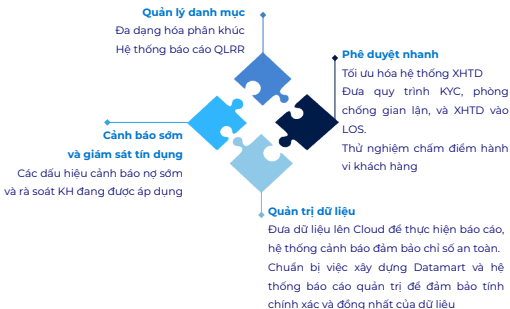 Quản lý danh mục
Đa dạng hóa phân khúc
Hệ thống báo cáo QLRR
Phê duyệt nhanh
Tối ưu hóa hệ thống XHTD
Đưa quy trình KYC, phòng
chống gian lận, và XHTD vào
LOS.
Thử nghiệm chấm điểm hành
vi khách hàng
Cảnh báo sớm
và giám sát tín dụng
Các dấu hiệu cảnh báo nợ sớm
và rà soát KH đang được áp dụng
Quản trị dữ liệu
Đưa dữ liệu lên Cloud để thực hiện báo cáo,
hệ thống cảnh báo đảm bảo chỉ số an toàn.
Chuẩn bị việc xây dựng Datamart và hệ
thống báo cáo quản trị để đảm bảo tính
chính xác và đồng nhất của dữ liệu